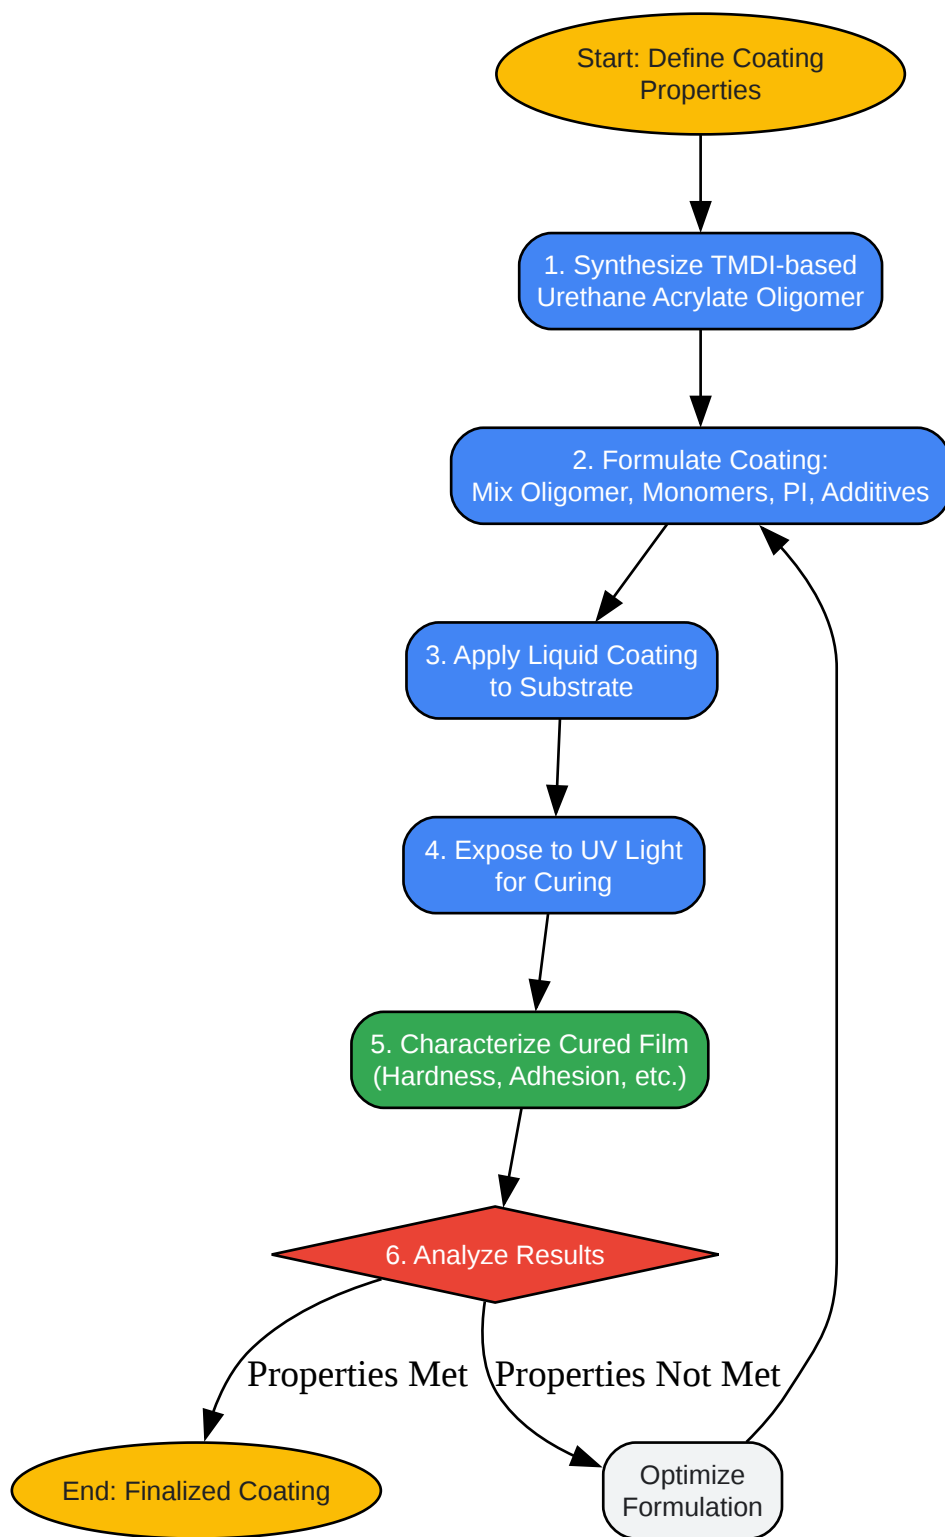 Start: Define Coating
Properties
1. Synthesize TMDI-based
Urethane Acrylate Oligomer
2. Formulate Coating:
Mix Oligomer, Monomers, PI, Additives
3. Apply Liquid Coating
to Substrate
4. Expose to UV Light
for Curing
5. Characterize Cured Film
(Hardness, Adhesion, etc.)
6. Analyze Results
Properties Met
Properties Not Met
End: Finalized Coating
Optimize
Formulation